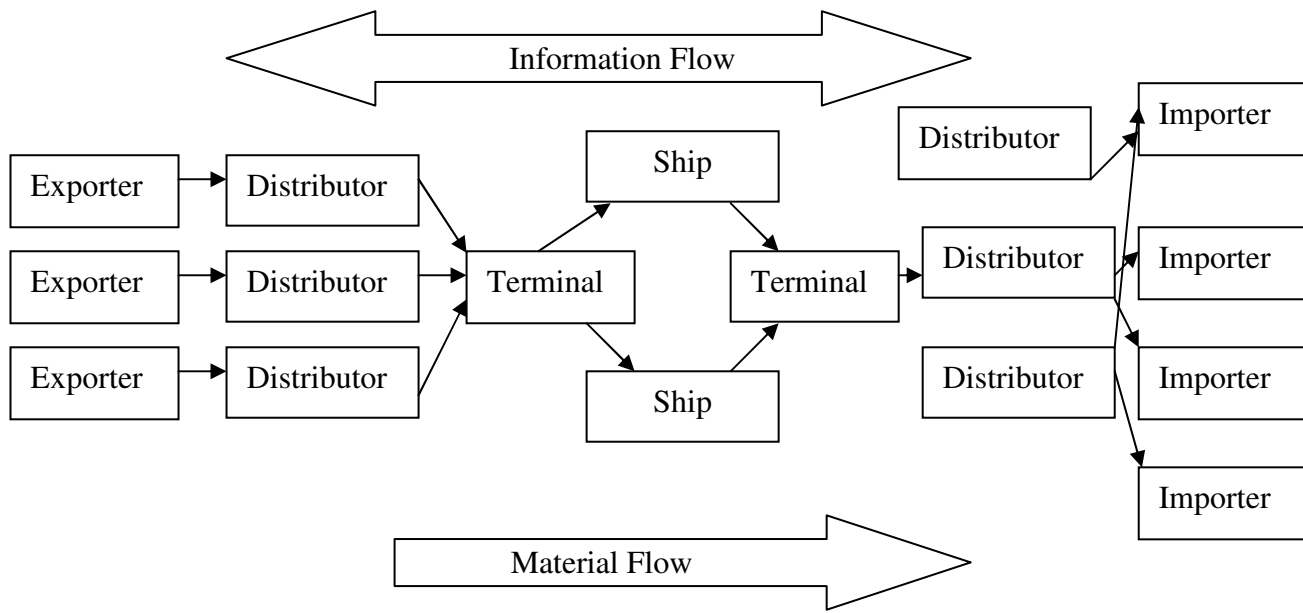 Information Flow
Importer
Distributor
Ship
Exporter
Distributor
Exporter
Distributor
Terminal
Terminal
Distributor
Importer
Exporter
Distributor
Ship
Distributor
Importer
Importer
Material Flow